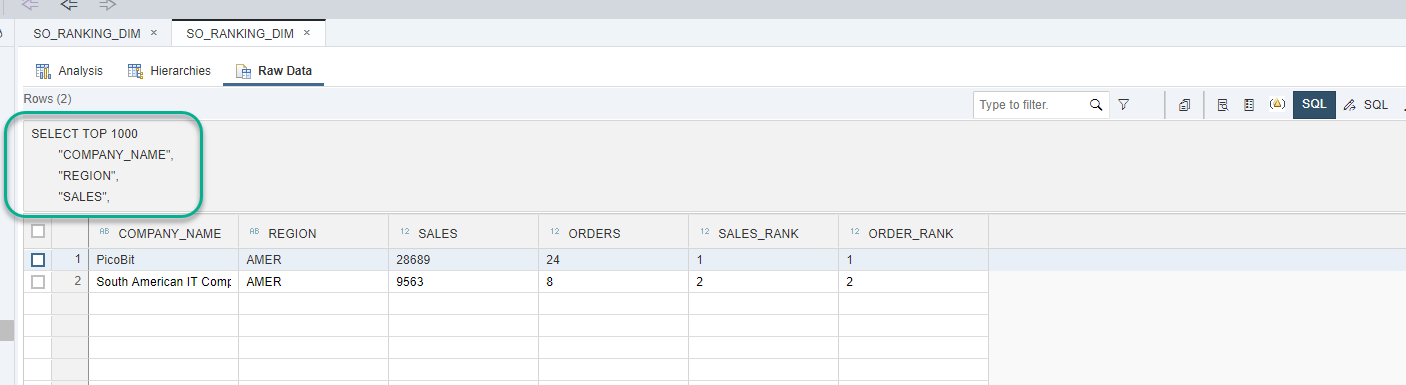 SO_RANKING_DIM × SO_RANKING_DIM ×
Analysis Hierarchies Raw Data
Rows (2)
Type to filter. SQL SQL
SELECT TOP 1000
"COMPANY_NAME",
"REGION",
"SALES",
AB COMPANY_NAME AB REGION 12 SALES 12 ORDERS 12 SALES_RANK 12 ORDER_RANK
1 PicoBit AMER 28689 24 1 1
2 South American IT Comp AMER 9563 8 2 2